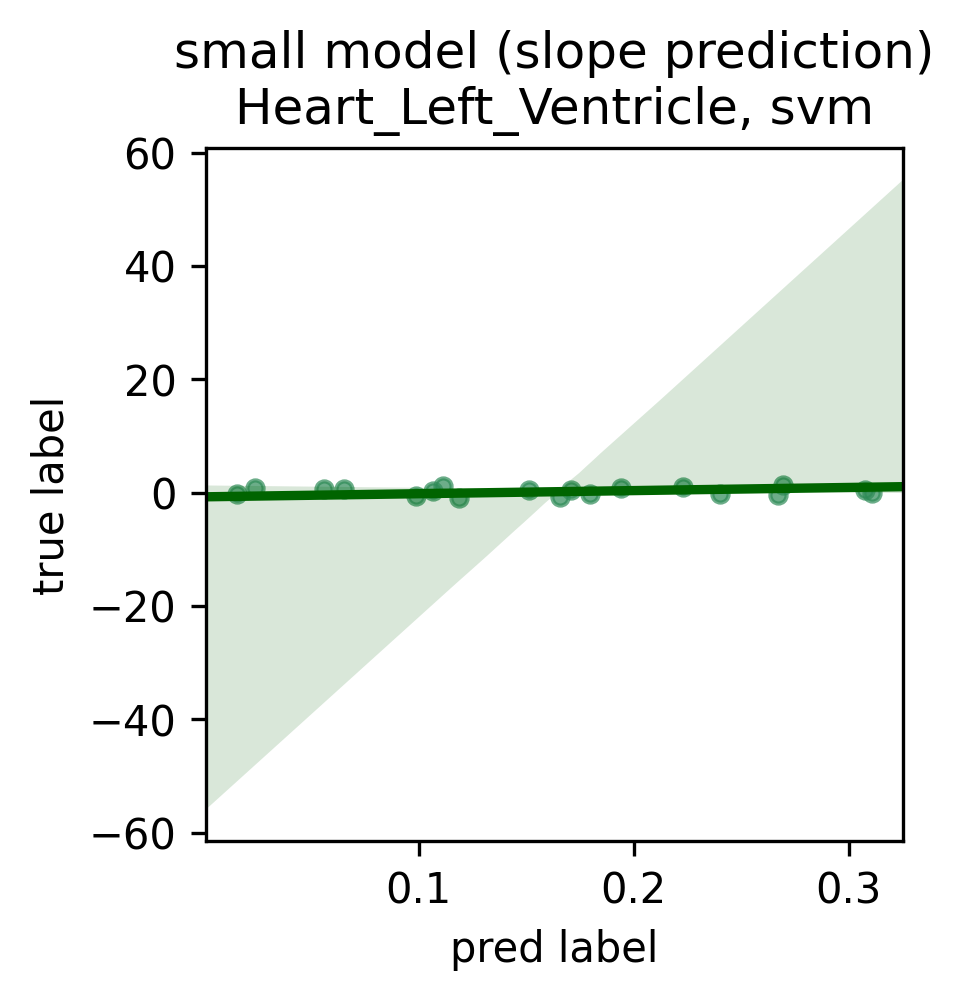 small model (slope prediction)
Heart_Left_Ventricle, svm
60
40
20
0
−20
−40
−60
true label
0.1
0.2
0.3
pred label